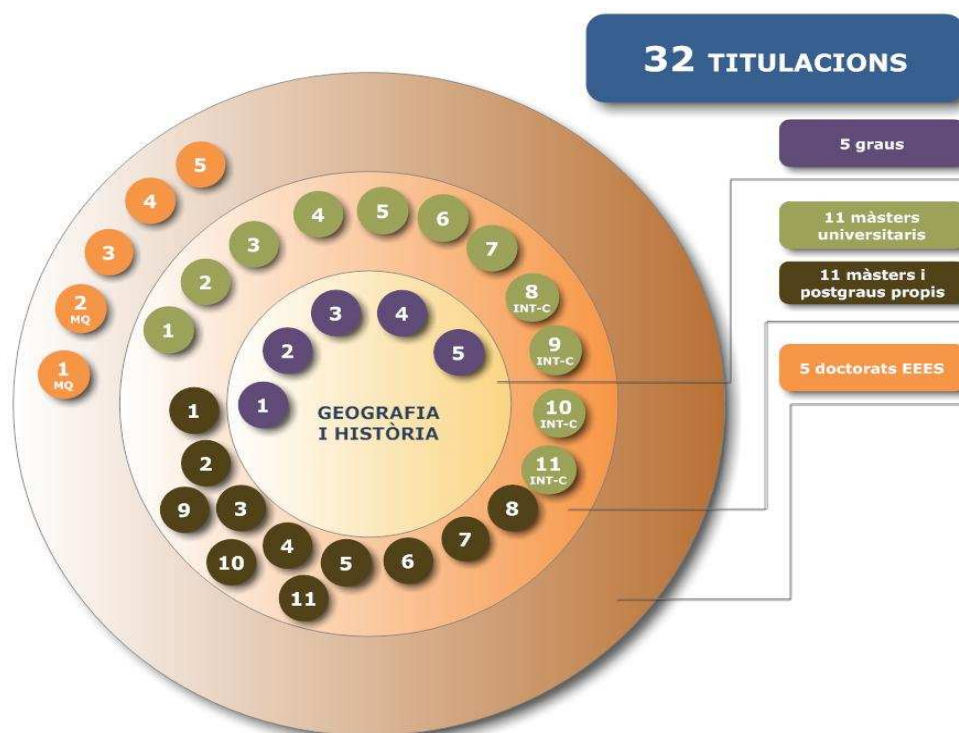 32 TITULACIONS
5 graus
11 màsters
universitaris
11 màsters i
postgraus propis
5 doctorats EEES
GEOGRAFIA
I HISTÒRIA
5
4
3
2
MQ
1
MQ
1
2
3
4
5
6
7
8
INT-C
9
INT-C
10
INT-C
11
INT-C
1
2
3
4
5
1
2
3
4
5
6
7
8
9
10
11